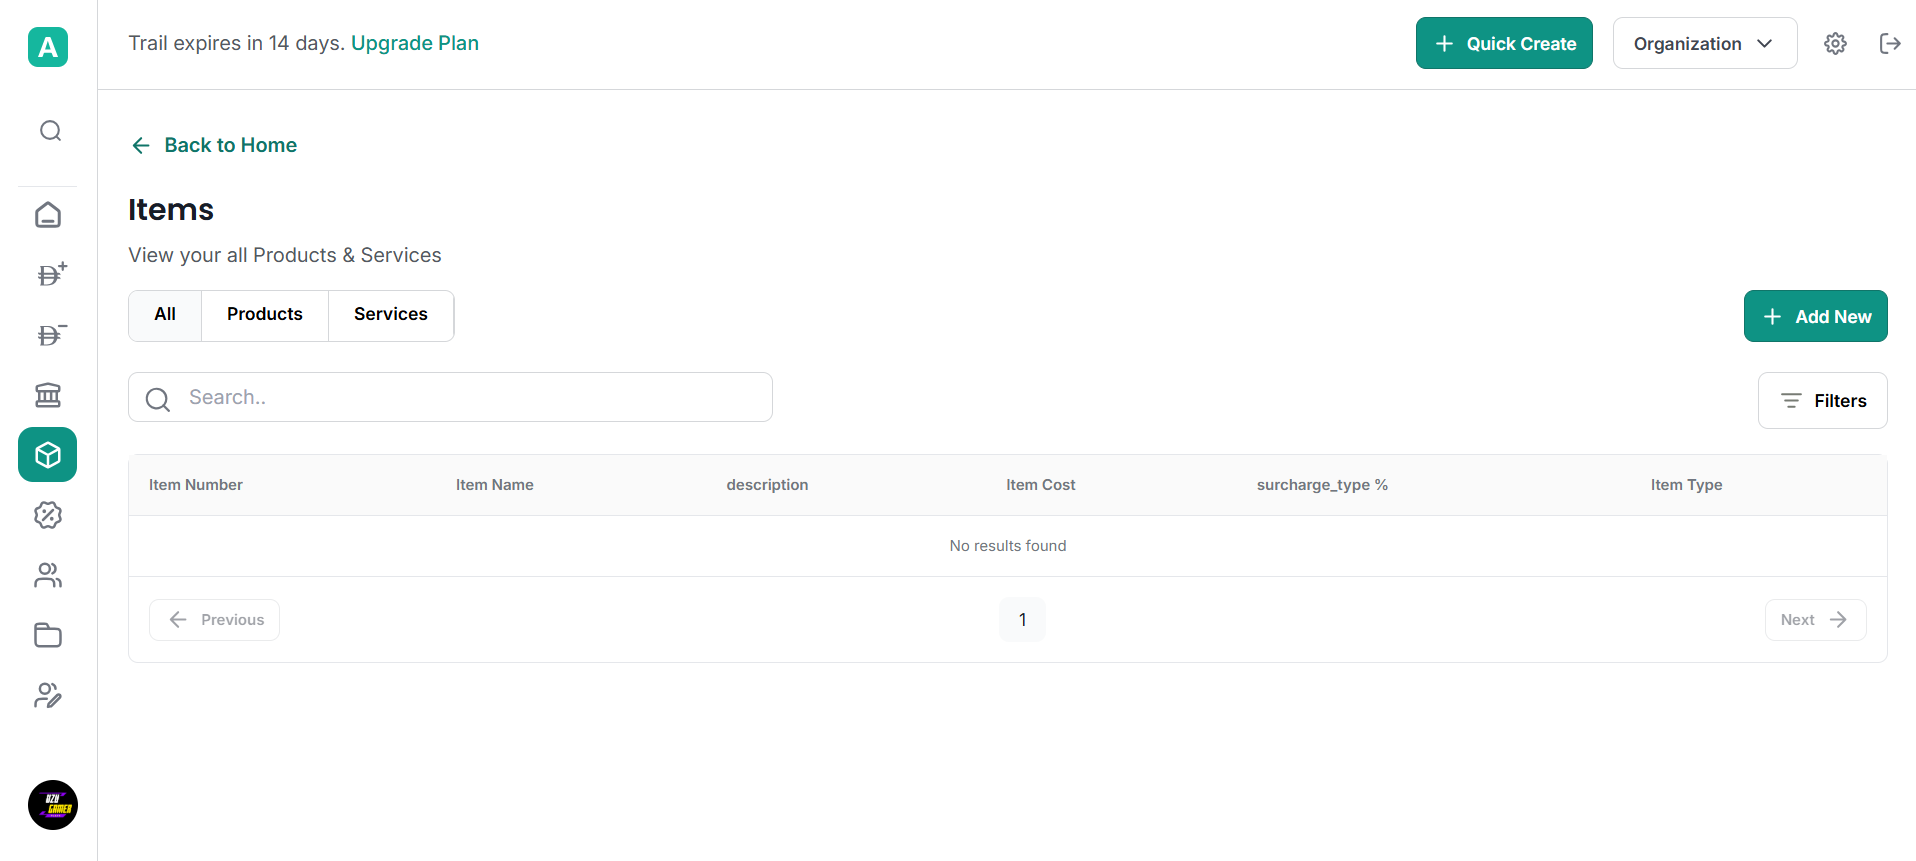 A
Trail expires in 14 days. Upgrade Plan
Quick Create
Organization
Back to Home
Items
View your all Products & Services
All
Products
Services
Add New
Search..
Filters
Item Number
Item Name
description
Item Cost
surcharge_type %
Item Type
No results found
Previous
1
Next
GAMER